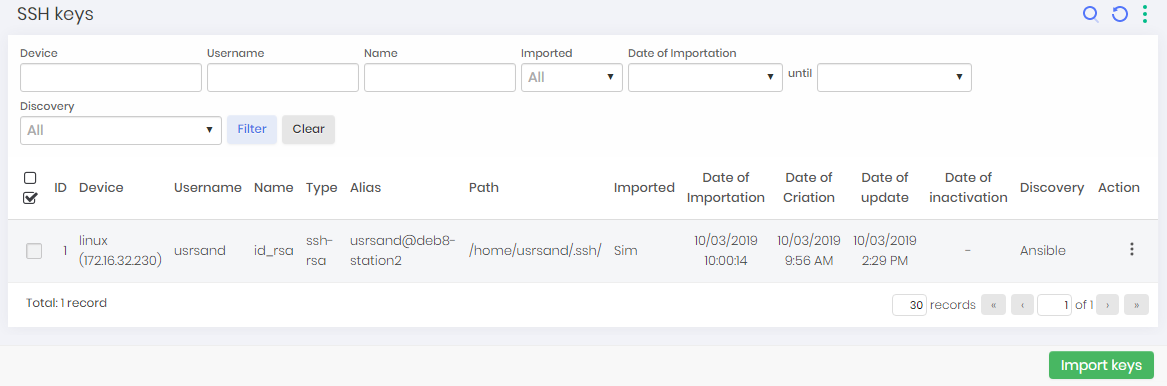 SSH keys
Device Username Name Imported Date of Importation
All until
Discovery
All Filter Clear
ID Device Username Name Type Alias Path Imported Date of Importation Date of Criation Date of update Date of inactivation Discovery Action
1 linux (172.16.32.230) usrsand id_rsa ssh-rsa usrsand@deb8-station2 /home/usrsand/.ssh/ Sim 10/03/2019 10:00:14 10/03/2019 9:56 AM 10/03/2019 2:29 PM - Ansible
Total: 1 record 30 records « ‹ 1 of 1 › »
Import keys